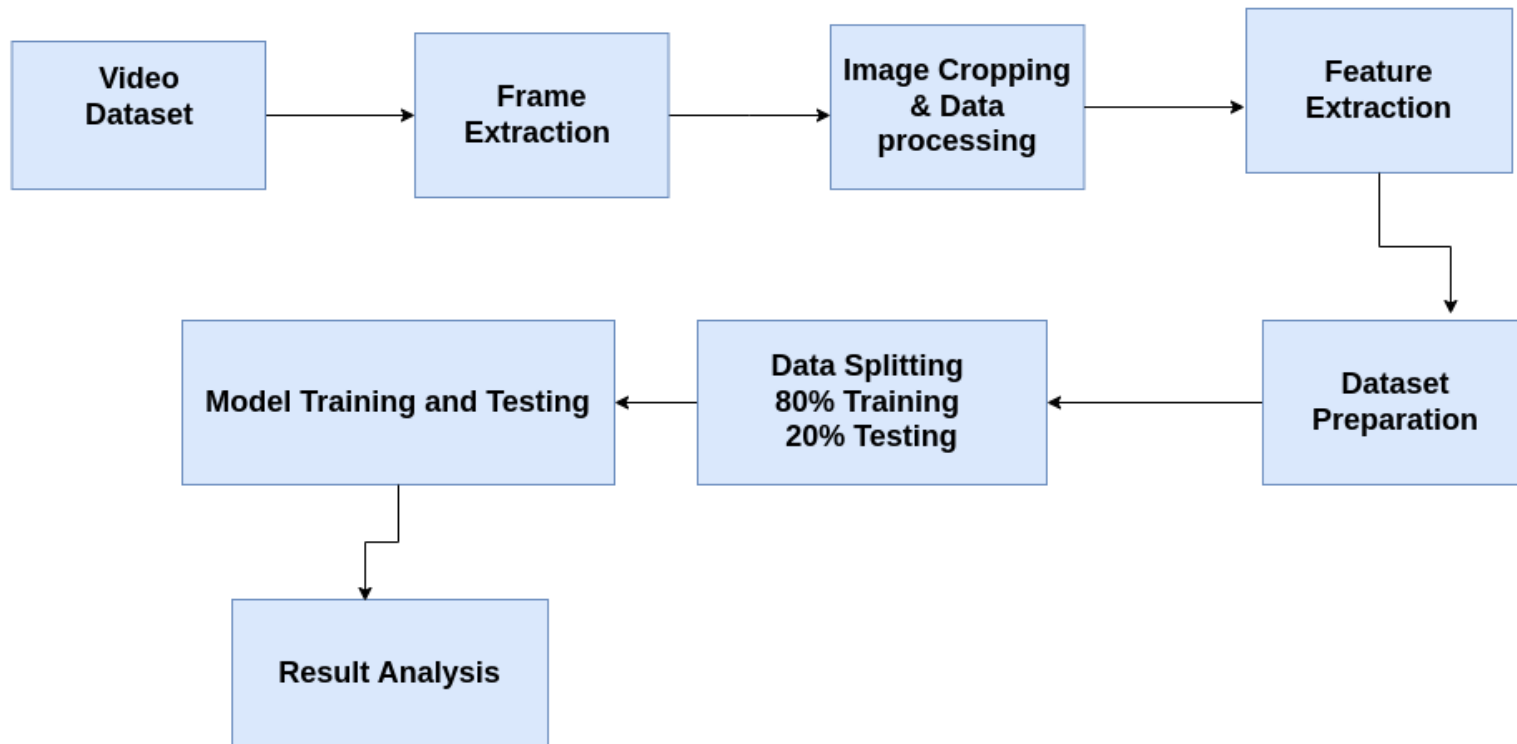 Video
Dataset
Frame
Extraction
Image Cropping
& Data
processing
Feature
Extraction
Dataset
Preparation
Data Splitting
80% Training
20% Testing
Model Training and Testing
Result Analysis